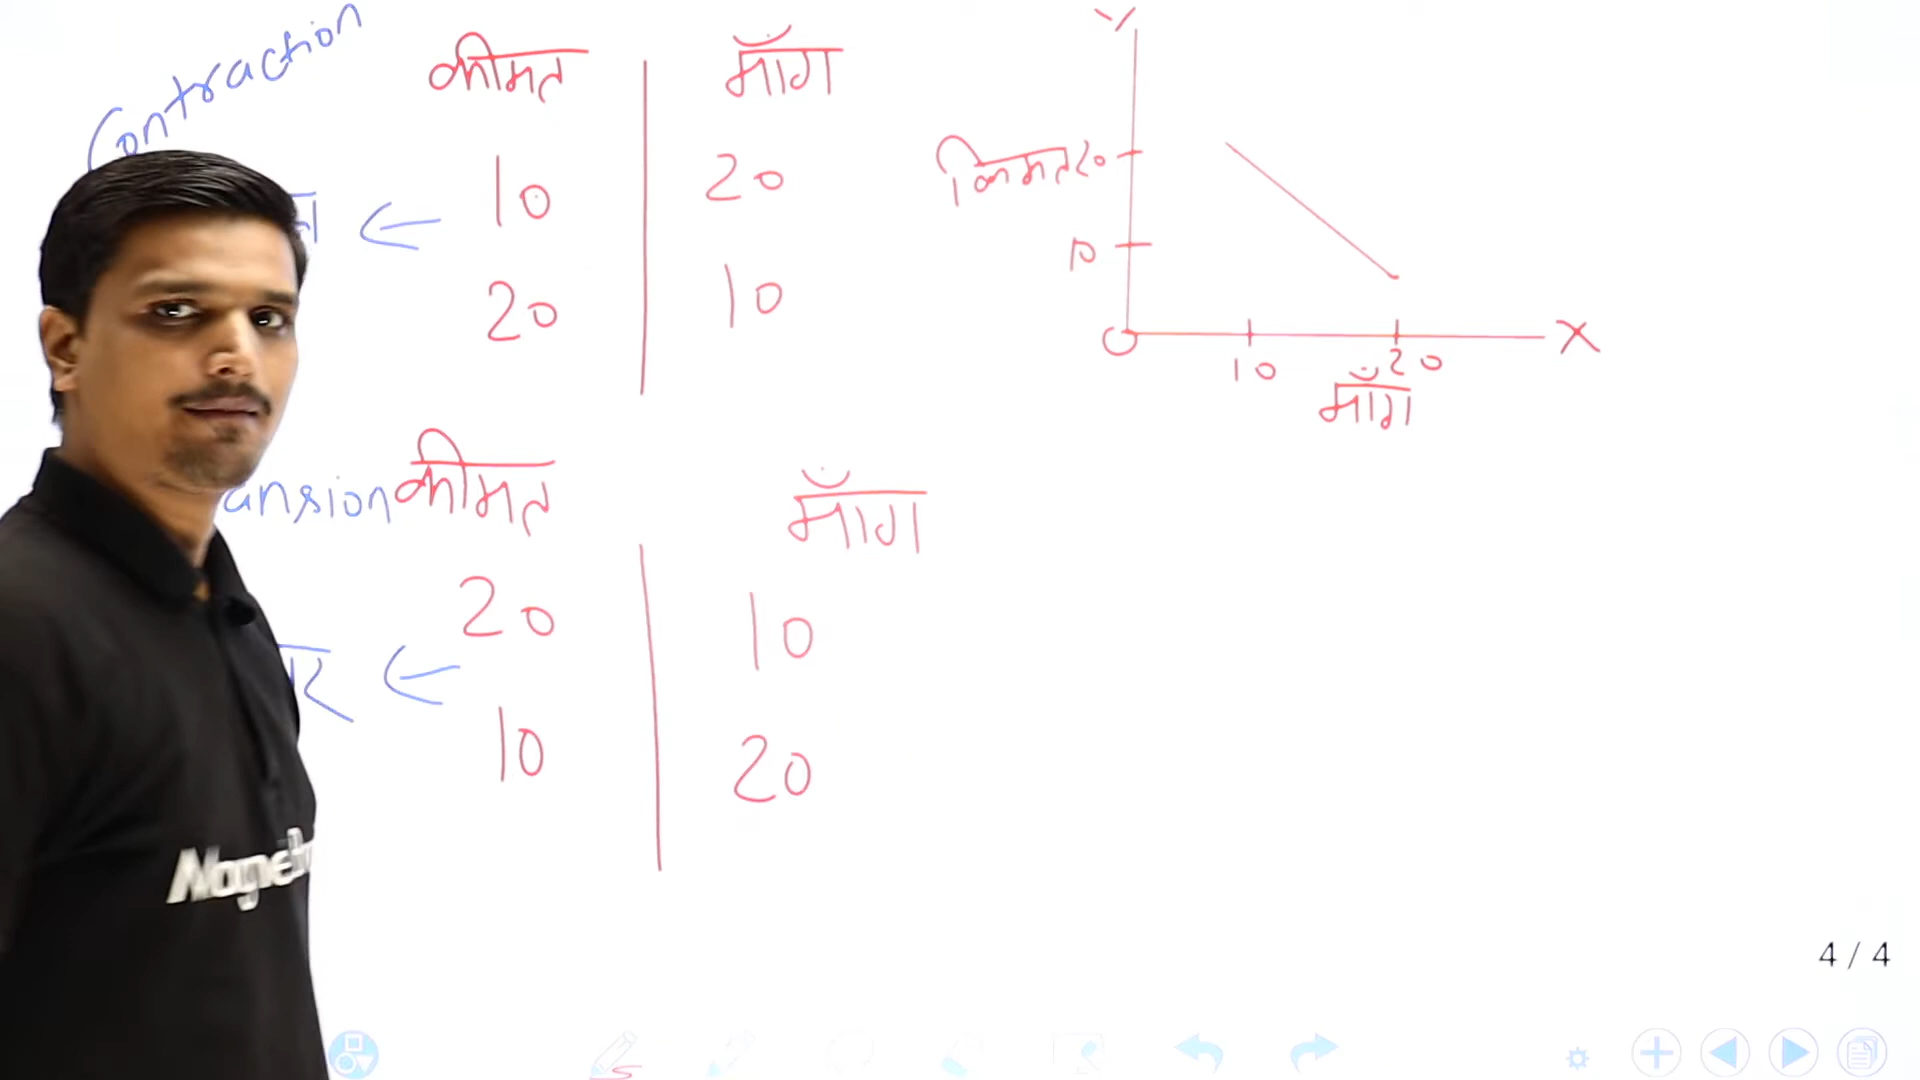 Contraction
कीमत माँग
10 20
20 10
ansion कीमत माँग
20 10
10 20
Y
किमत 20
10
O 10 20 X
माँग
4 / 4